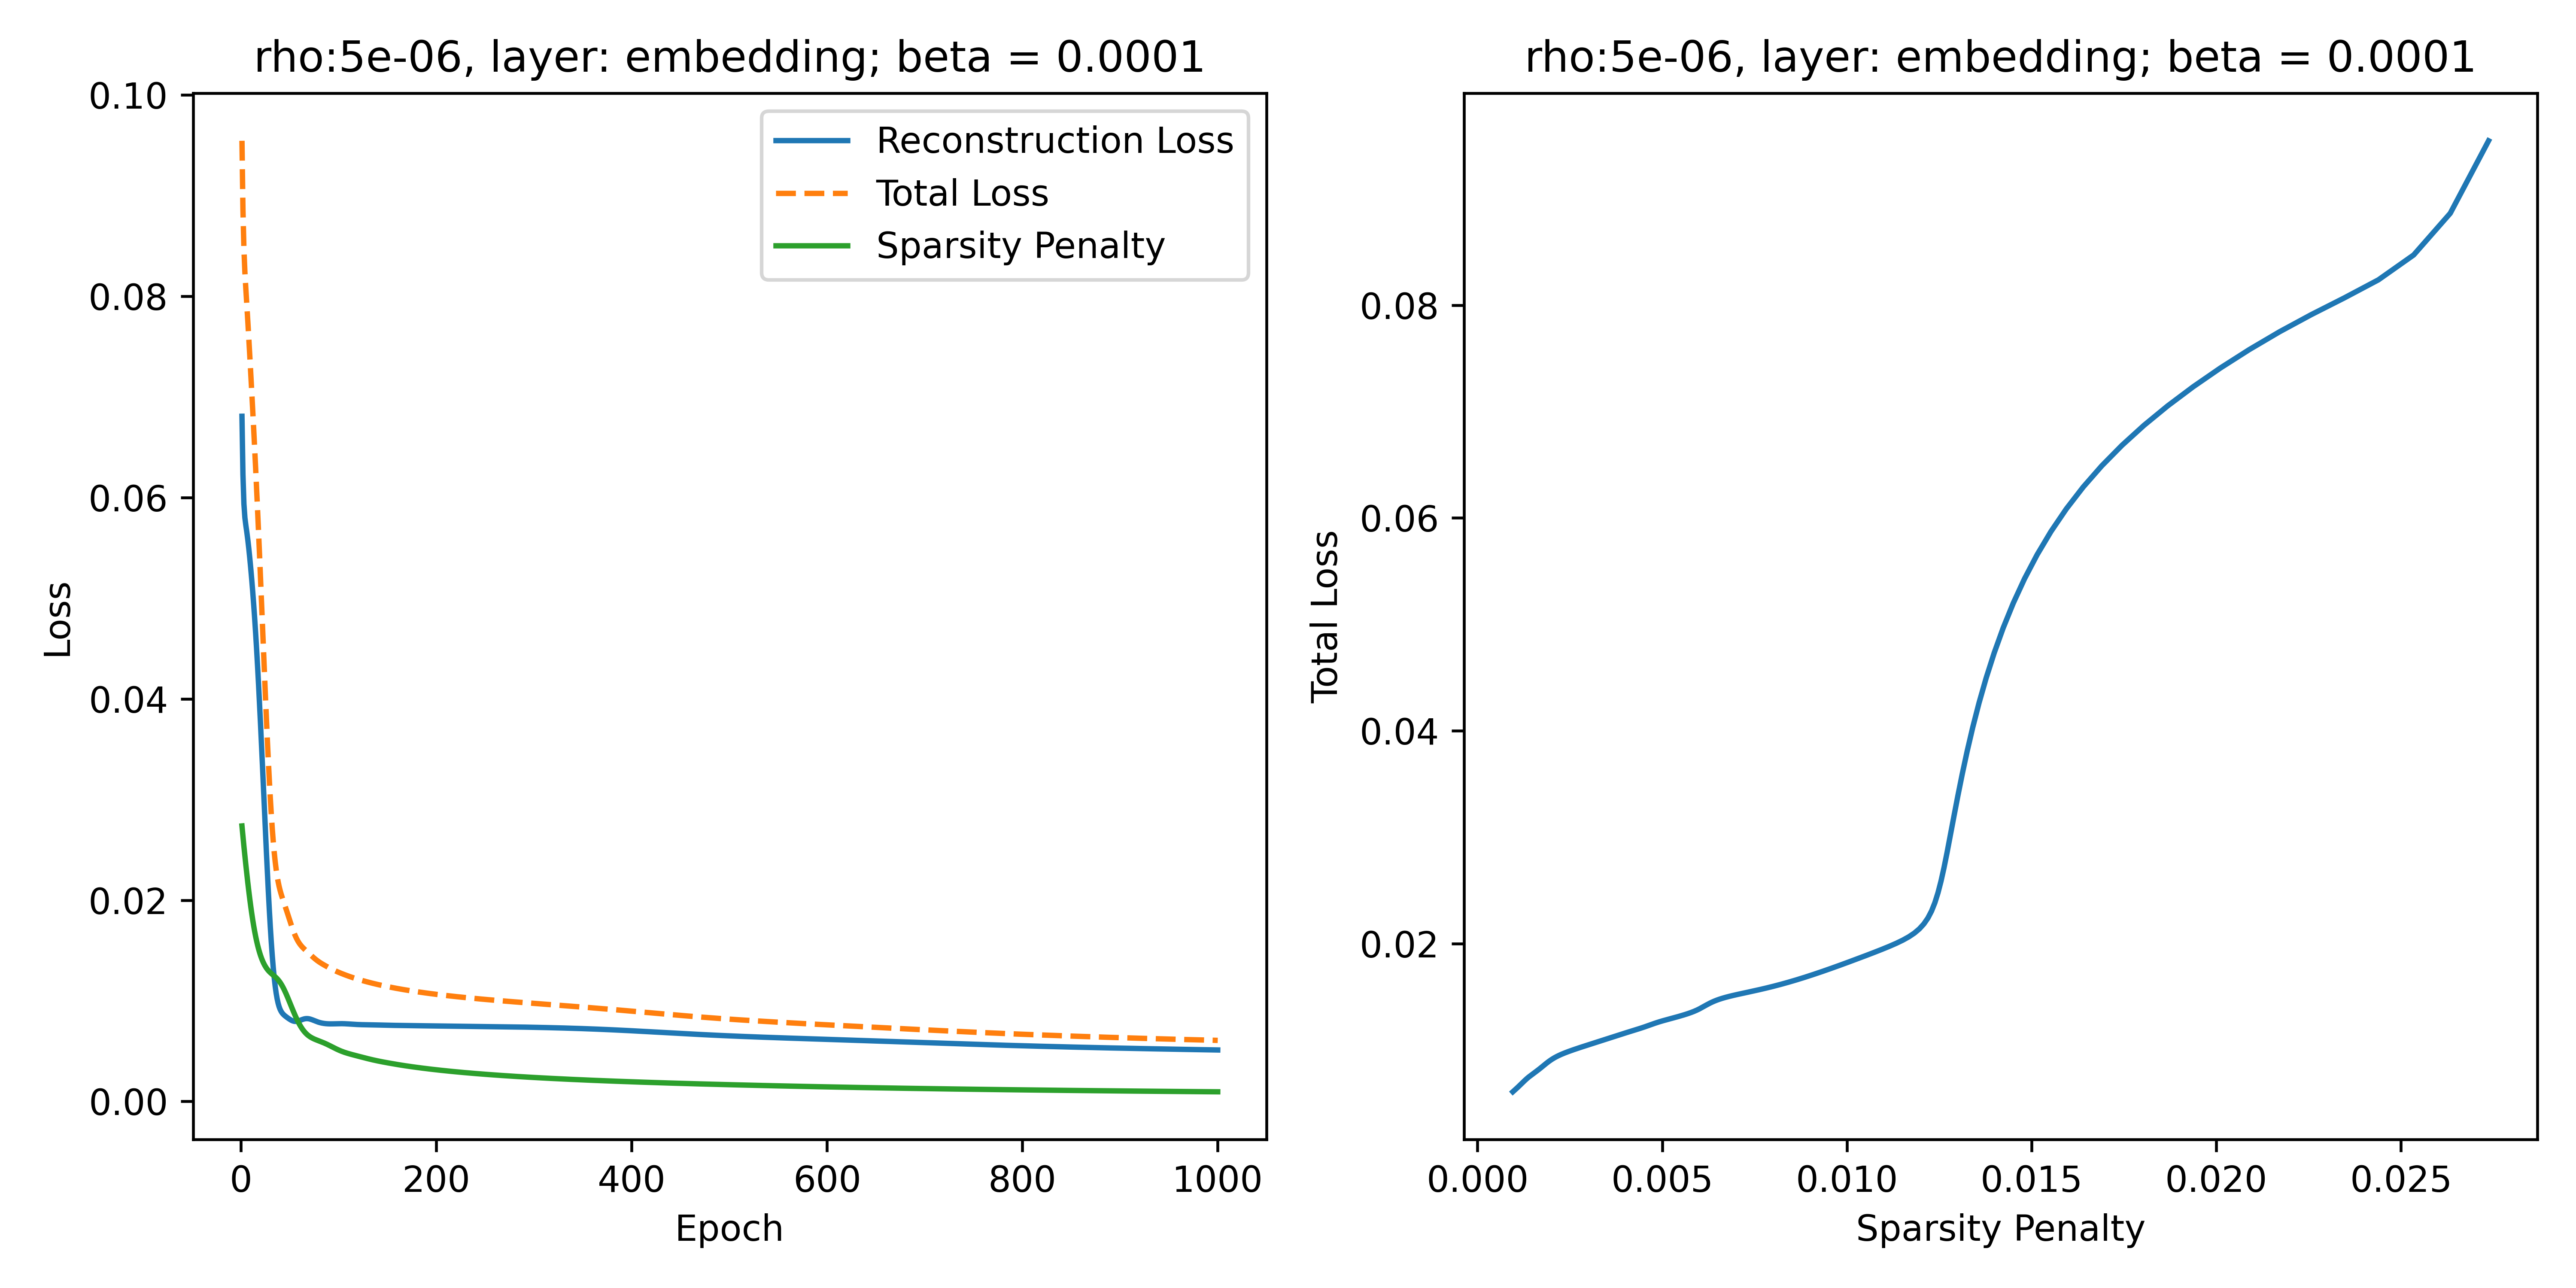 rho:5e-06, layer: embedding; beta = 0.0001
Loss
0.10
0.08
0.06
0.04
0.02
0.00
Reconstruction Loss
Total Loss
Sparsity Penalty
0 200 400 600 800 1000
Epoch
rho:5e-06, layer: embedding; beta = 0.0001
Total Loss
0.08
0.06
0.04
0.02
0.000 0.005 0.010 0.015 0.020 0.025
Sparsity Penalty